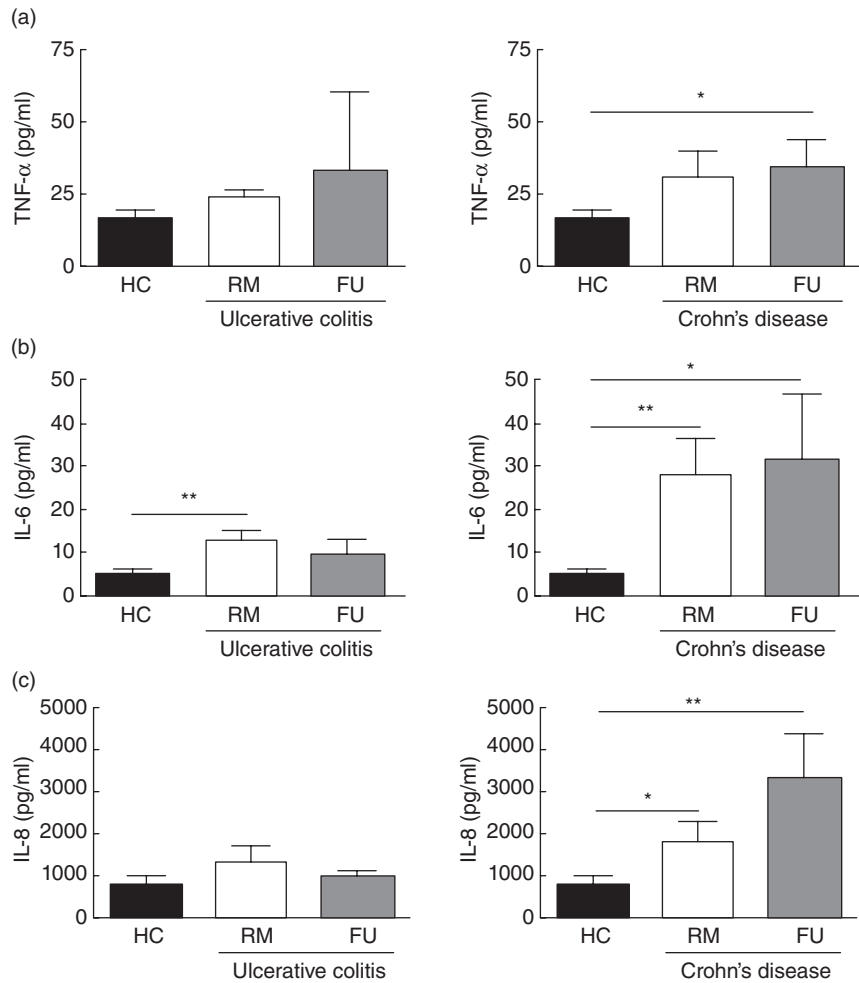 (a)
TNF-α (pg/ml)
75
50
25
0
HC
RM
FU
Ulcerative colitis
TNF-α (pg/ml)
75
50
25
0
*
HC
RM
FU
Crohn's disease
(b)
IL-6 (pg/ml)
50
40
30
20
10
0
**
HC
RM
FU
Ulcerative colitis
IL-6 (pg/ml)
50
40
30
20
10
0
*
**
HC
RM
FU
Crohn's disease
(c)
IL-8 (pg/ml)
5000
4000
3000
2000
1000
0
HC
RM
FU
Ulcerative colitis
IL-8 (pg/ml)
5000
4000
3000
2000
1000
0
**
*
HC
RM
FU
Crohn's disease